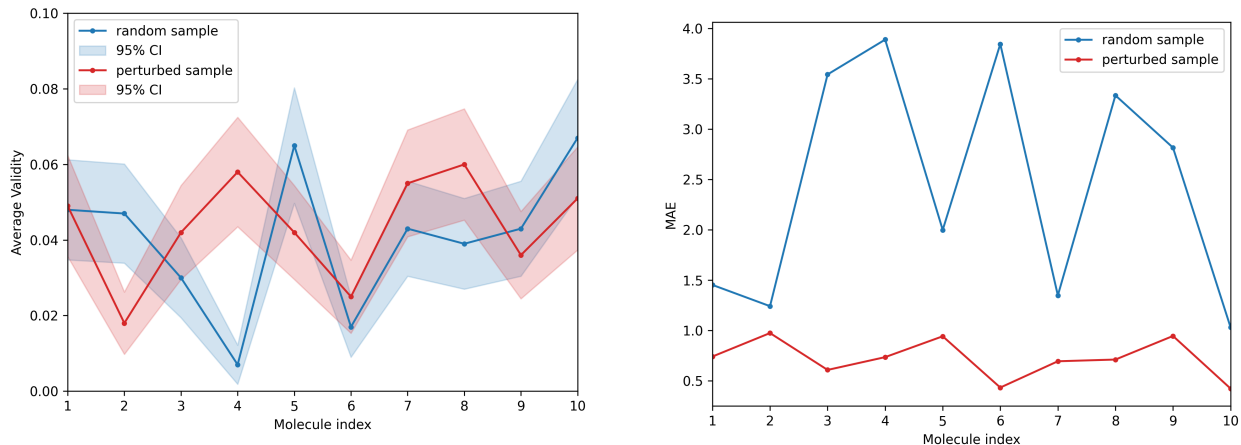 0.10
0.08
0.06
0.04
0.02
0.00
Average Validity
random sample
95% CI
perturbed sample
95% CI
1 2 3 4 5 6 7 8 9 10
Molecule index
4.0
3.5
3.0
2.5
2.0
1.5
1.0
0.5
MAE
random sample
perturbed sample
1 2 3 4 5 6 7 8 9 10
Molecule index